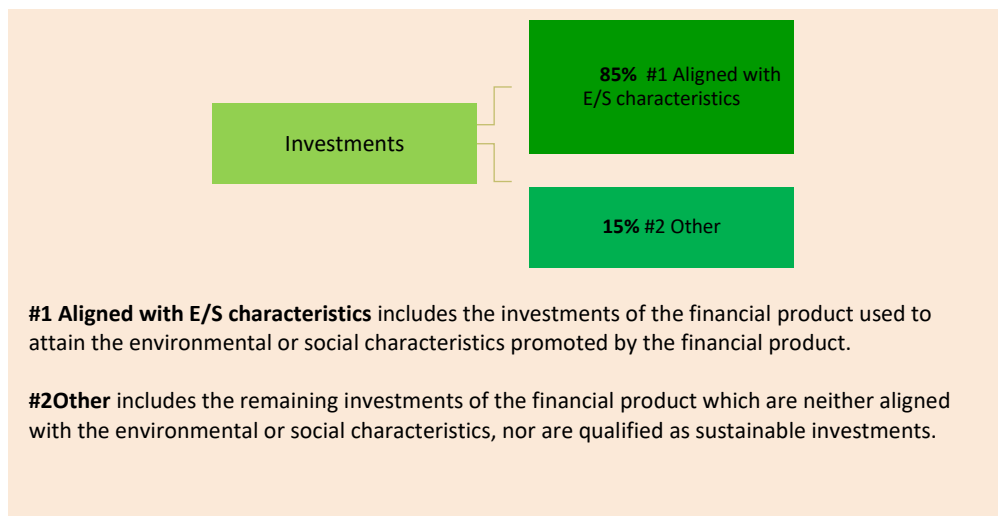 85% #1 Aligned with
E/S characteristics
Investments
15% #2 Other
#1 Aligned with E/S characteristics includes the investments of the financial product used to
attain the environmental or social characteristics promoted by the financial product.
#2Other includes the remaining investments of the financial product which are neither aligned
with the environmental or social characteristics, nor are qualified as sustainable investments.